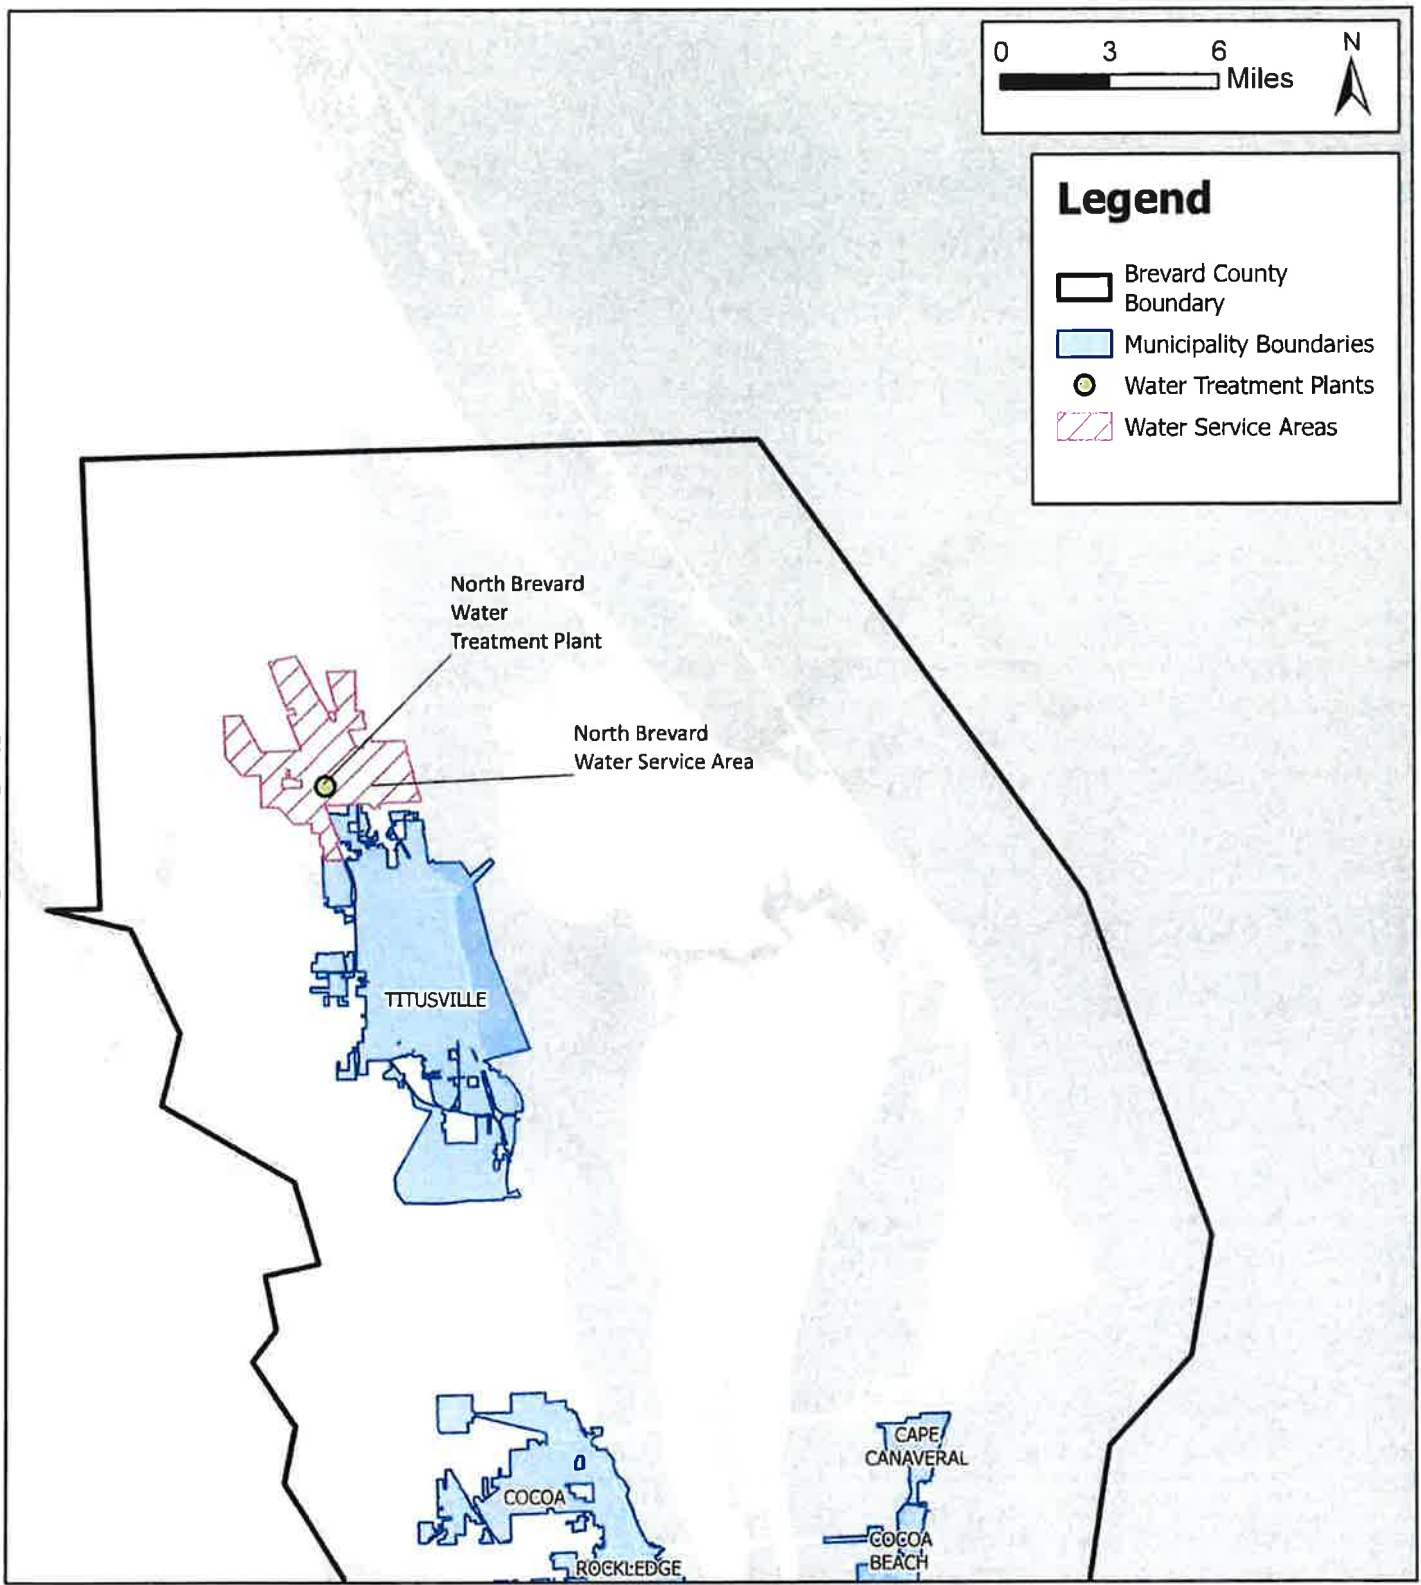 0 3 6
Miles
N
Legend
Brevard County
Boundary
Municipality Boundaries
Water Treatment Plants
Water Service Areas
North Brevard
Water
Treatment Plant
North Brevard
Water Service Area
TITUSVILLE
CAPE
CANAVERAL
COCOA
COCOA
BEACH
ROCKLEDGE